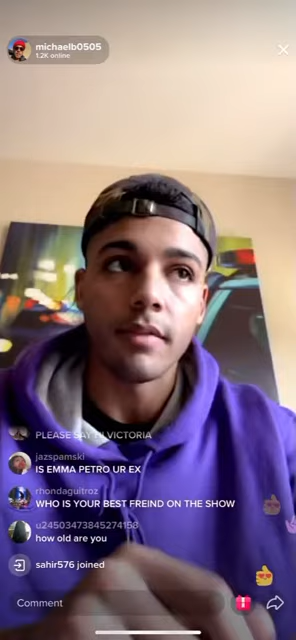 michaelb0505
1.2K online
PLEASE SAY HI VICTORIA
jazspamski
IS EMMA PETRO UR EX
rhondaguitroz
WHO IS YOUR BEST FREIND ON THE SHOW
u24503473845274158
how old are you
sahir576 joined
Comment